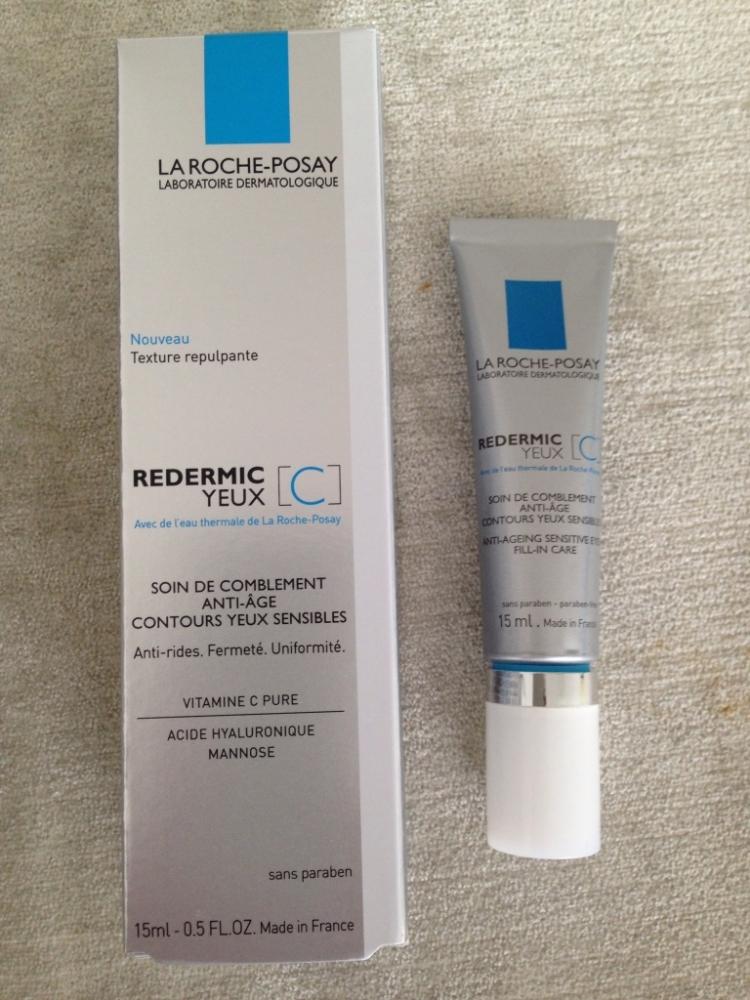 LA ROCHE-POSAY
LABORATOIRE DERMATOLOGIQUE
Nouveau
Texture repulpante
REDERMIC
YEUX [C]
Avec de l'eau thermale de La Roche-Posay
SOIN DE COMBLEMENT
ANTI-ÂGE
CONTOURS YEUX SENSIBLES
Anti-rides. Fermeté. Uniformité.
VITAMINE C PURE
ACIDE HYALURONIQUE
MANNOSE
sans paraben
15ml - 0.5 FL.OZ. Made in France
LA ROCHE-POSAY
LABORATOIRE DERMATOLOGIQUE
REDERMIC
YEUX [C]
Avec de l'eau thermale de La Roche
SOIN DE COMBLEMENT
ANTI-ÂGE
CONTOURS YEUX
ANTI-AGEING SENSITIVE
FILL-IN CARE
sans paraben - paraben
15 ml . Made in